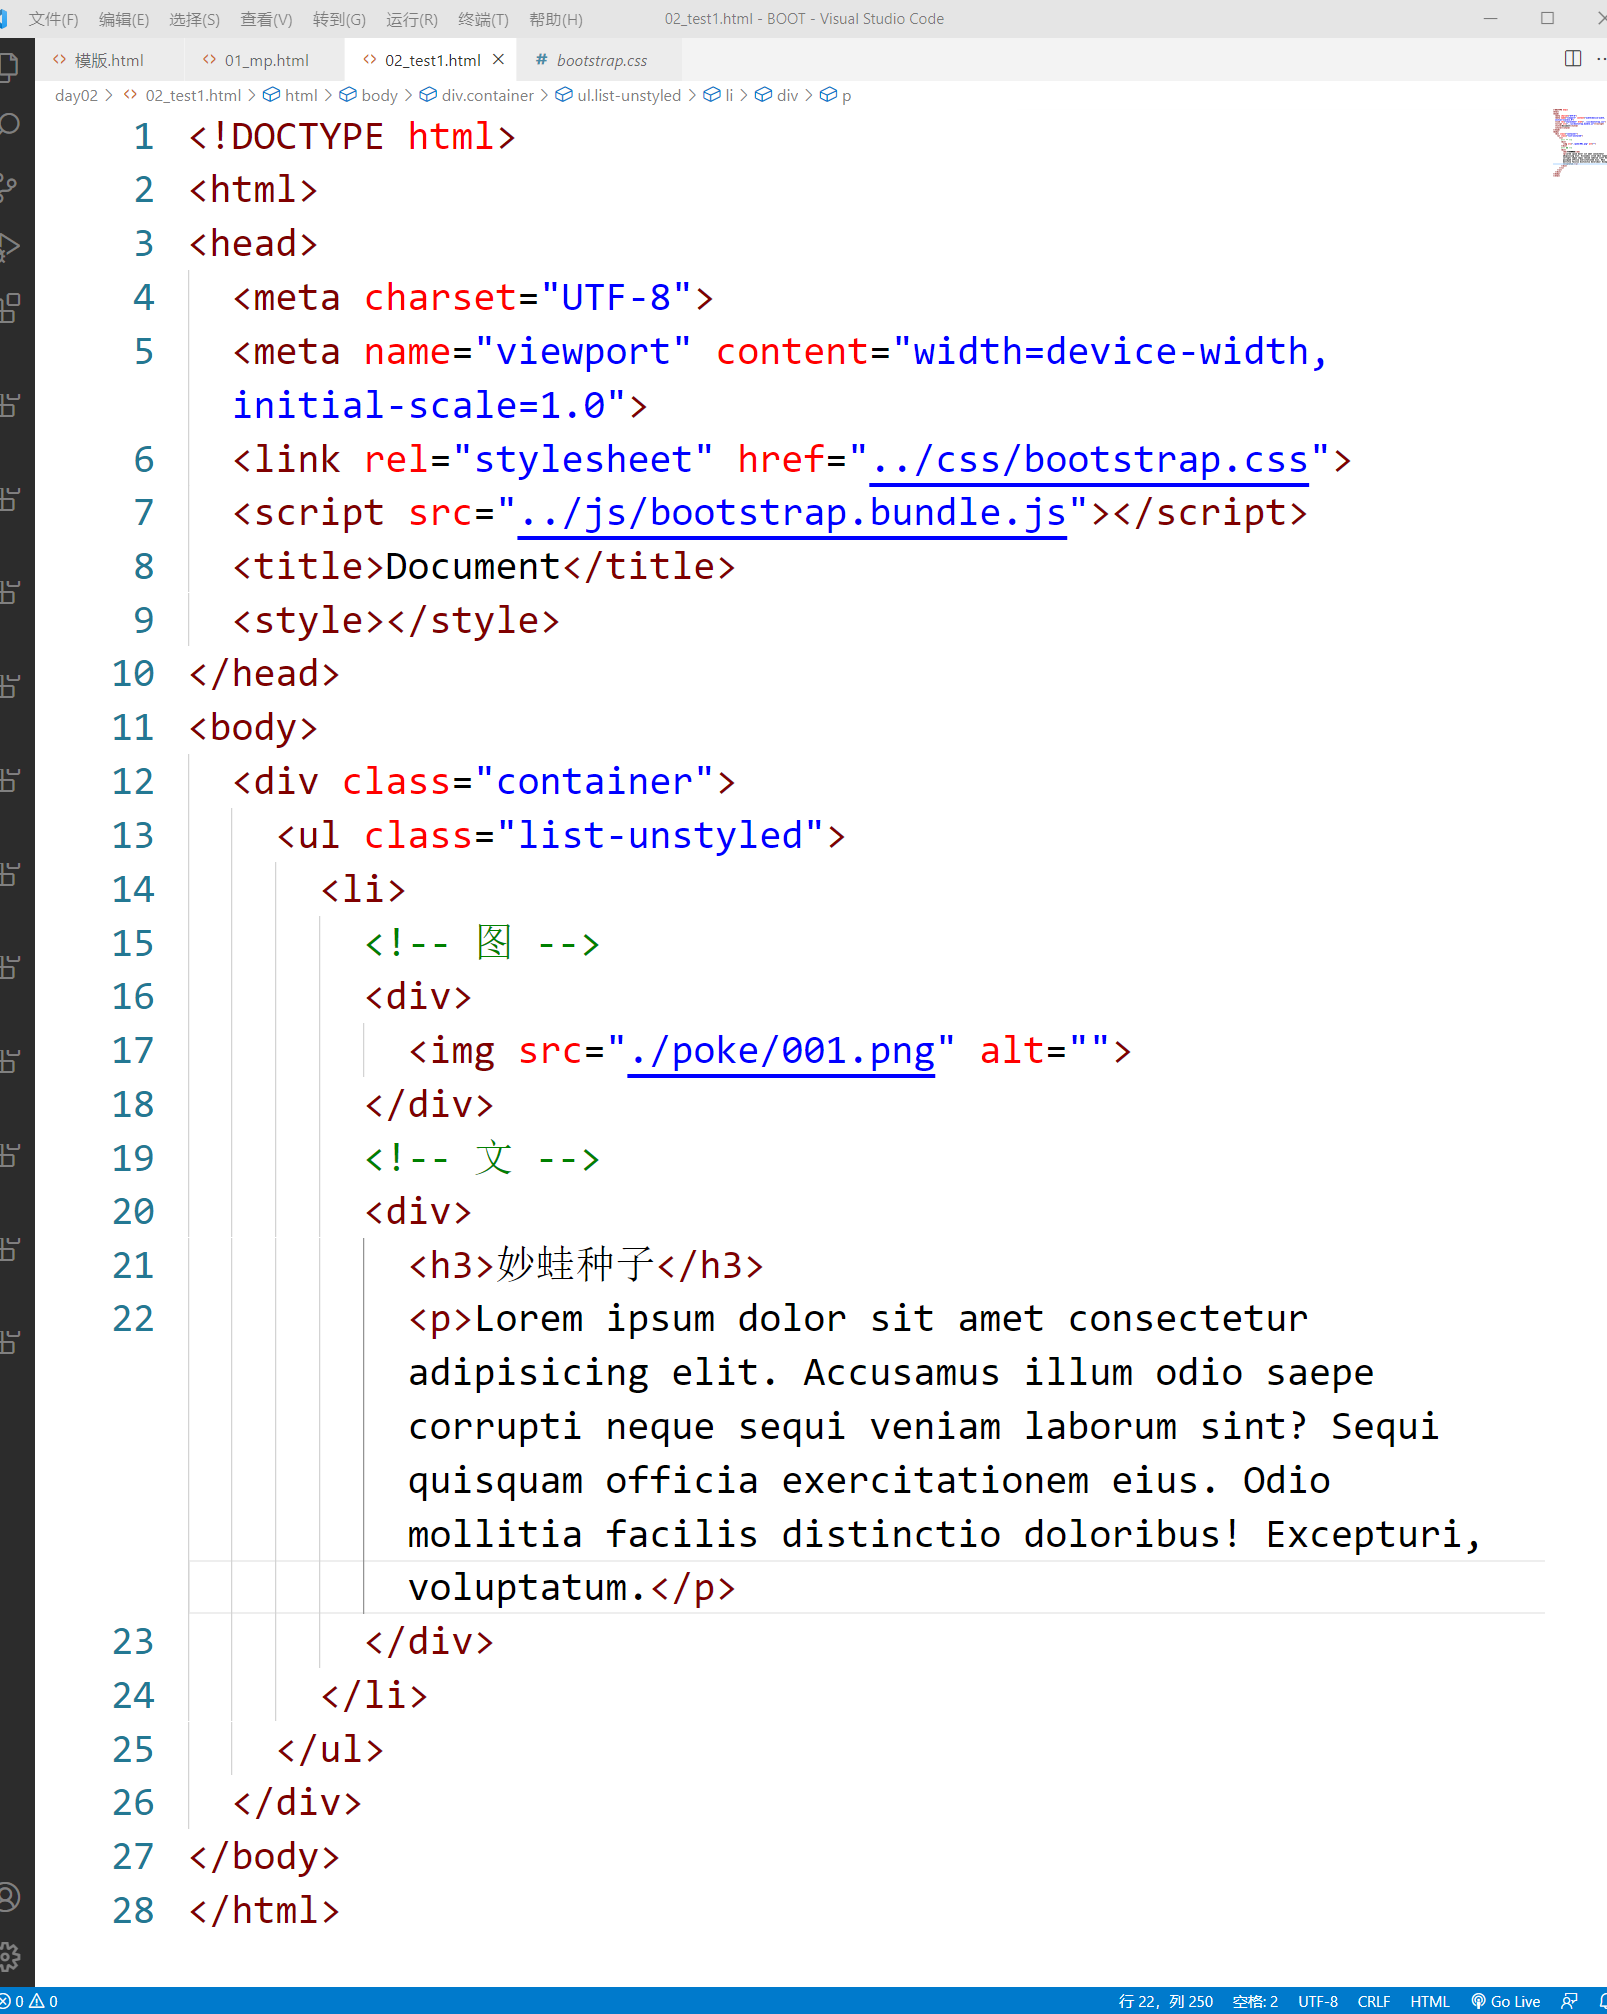 文件(F) 编辑(E) 选择(S) 查看(V) 转到(G) 运行(R) 终端(T) 帮助(H) 02_test1.html - BOOT - Visual Studio Code
模版.html 01_mp.html 02_test1.html # bootstrap.css
day02 > 02_test1.html > html > body > div.container > ul.list-unstyled > li > div > p
1 <!DOCTYPE html>
2 <html>
3 <head>
4 <meta charset="UTF-8">
5 <meta name="viewport" content="width=device-width,
initial-scale=1.0">
6 <link rel="stylesheet" href="../css/bootstrap.css">
7 <script src="../js/bootstrap.bundle.js"></script>
8 <title>Document</title>
9 <style></style>
10 </head>
11 <body>
12 <div class="container">
13 <ul class="list-unstyled">
14 <li>
15 <!-- 图 -->
16 <div>
17 <img src="./poke/001.png" alt="">
18 </div>
19 <!-- 文 -->
20 <div>
21 <h3>妙蛙种子</h3>
22 <p>Lorem ipsum dolor sit amet consectetur
adipisicing elit. Accusamus illum odio saepe
corrupti neque sequi veniam laborum sint? Sequi
quisquam officia exercitationem eius. Odio
mollitia facilis distinctio doloribus! Excepturi,
voluptatum.</p>
23 </div>
24 </li>
25 </ul>
26 </div>
27 </body>
28 </html>
0 0 行 22, 列 250 空格: 2 UTF-8 CRLF HTML Go Live